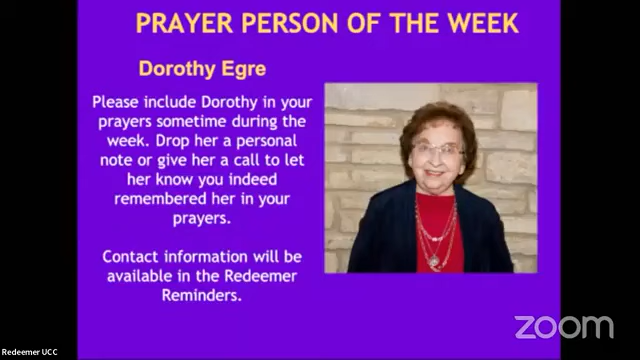 PRAYER PERSON OF THE WEEK
Dorothy Egre
Please include Dorothy in your
prayers sometime during the
week. Drop her a personal
note or give her a call to let
her know you indeed
remembered her in your
prayers.
Contact information will be
available in the Redeemer
Reminders.
zoom
Redeemer UCC